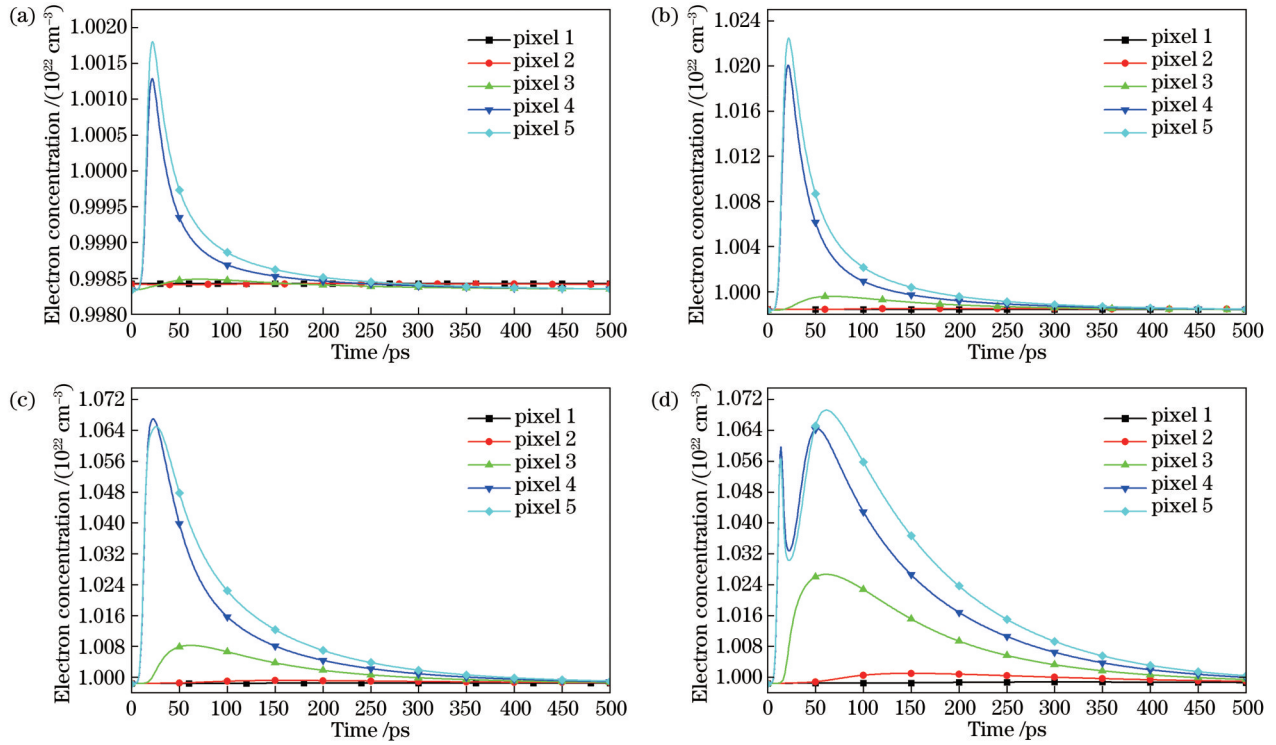 (a)
Electron concentration /(10²² cm⁻³)
1.0020
1.0015
1.0010
1.0005
1.0000
0.9995
0.9990
0.9985
0.9980
pixel 1
pixel 2
pixel 3
pixel 4
pixel 5
0 50 100 150 200 250 300 350 400 450 500
Time /ps
(b)
Electron concentration /(10²² cm⁻³)
1.024
1.020
1.016
1.012
1.008
1.004
1.000
pixel 1
pixel 2
pixel 3
pixel 4
pixel 5
0 50 100 150 200 250 300 350 400 450 500
Time /ps
(c)
Electron concentration /(10²² cm⁻³)
1.072
1.064
1.056
1.048
1.040
1.032
1.024
1.016
1.008
1.000
pixel 1
pixel 2
pixel 3
pixel 4
pixel 5
0 50 100 150 200 250 300 350 400 450 500
Time /ps
(d)
Electron concentration /(10²² cm⁻³)
1.072
1.064
1.056
1.048
1.040
1.032
1.024
1.016
1.008
1.000
pixel 1
pixel 2
pixel 3
pixel 4
pixel 5
0 50 100 150 200 250 300 350 400 450 500
Time /ps